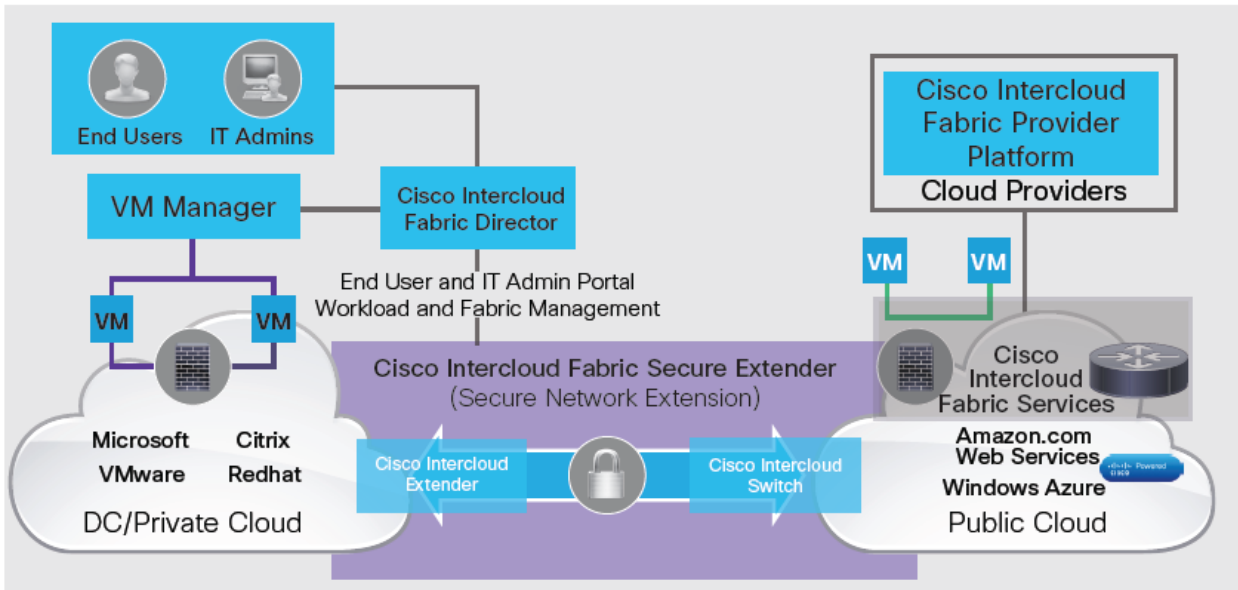 End Users
IT Admins
VM Manager
Cisco Intercloud
Fabric Director
End User and IT Admin Portal
Workload and Fabric Management
VM
VM
Cisco Intercloud
Fabric Provider
Platform
Cloud Providers
VM
VM
Cisco Intercloud Fabric Secure Extender
(Secure Network Extension)
Cisco
Intercloud
Fabric Services
Microsoft
Citrix
VMware
Redhat
DC/Private Cloud
Cisco Intercloud
Extender
Cisco Intercloud
Switch
Amazon.com
Web Services
Windows Azure
Public Cloud
Powered
cisco